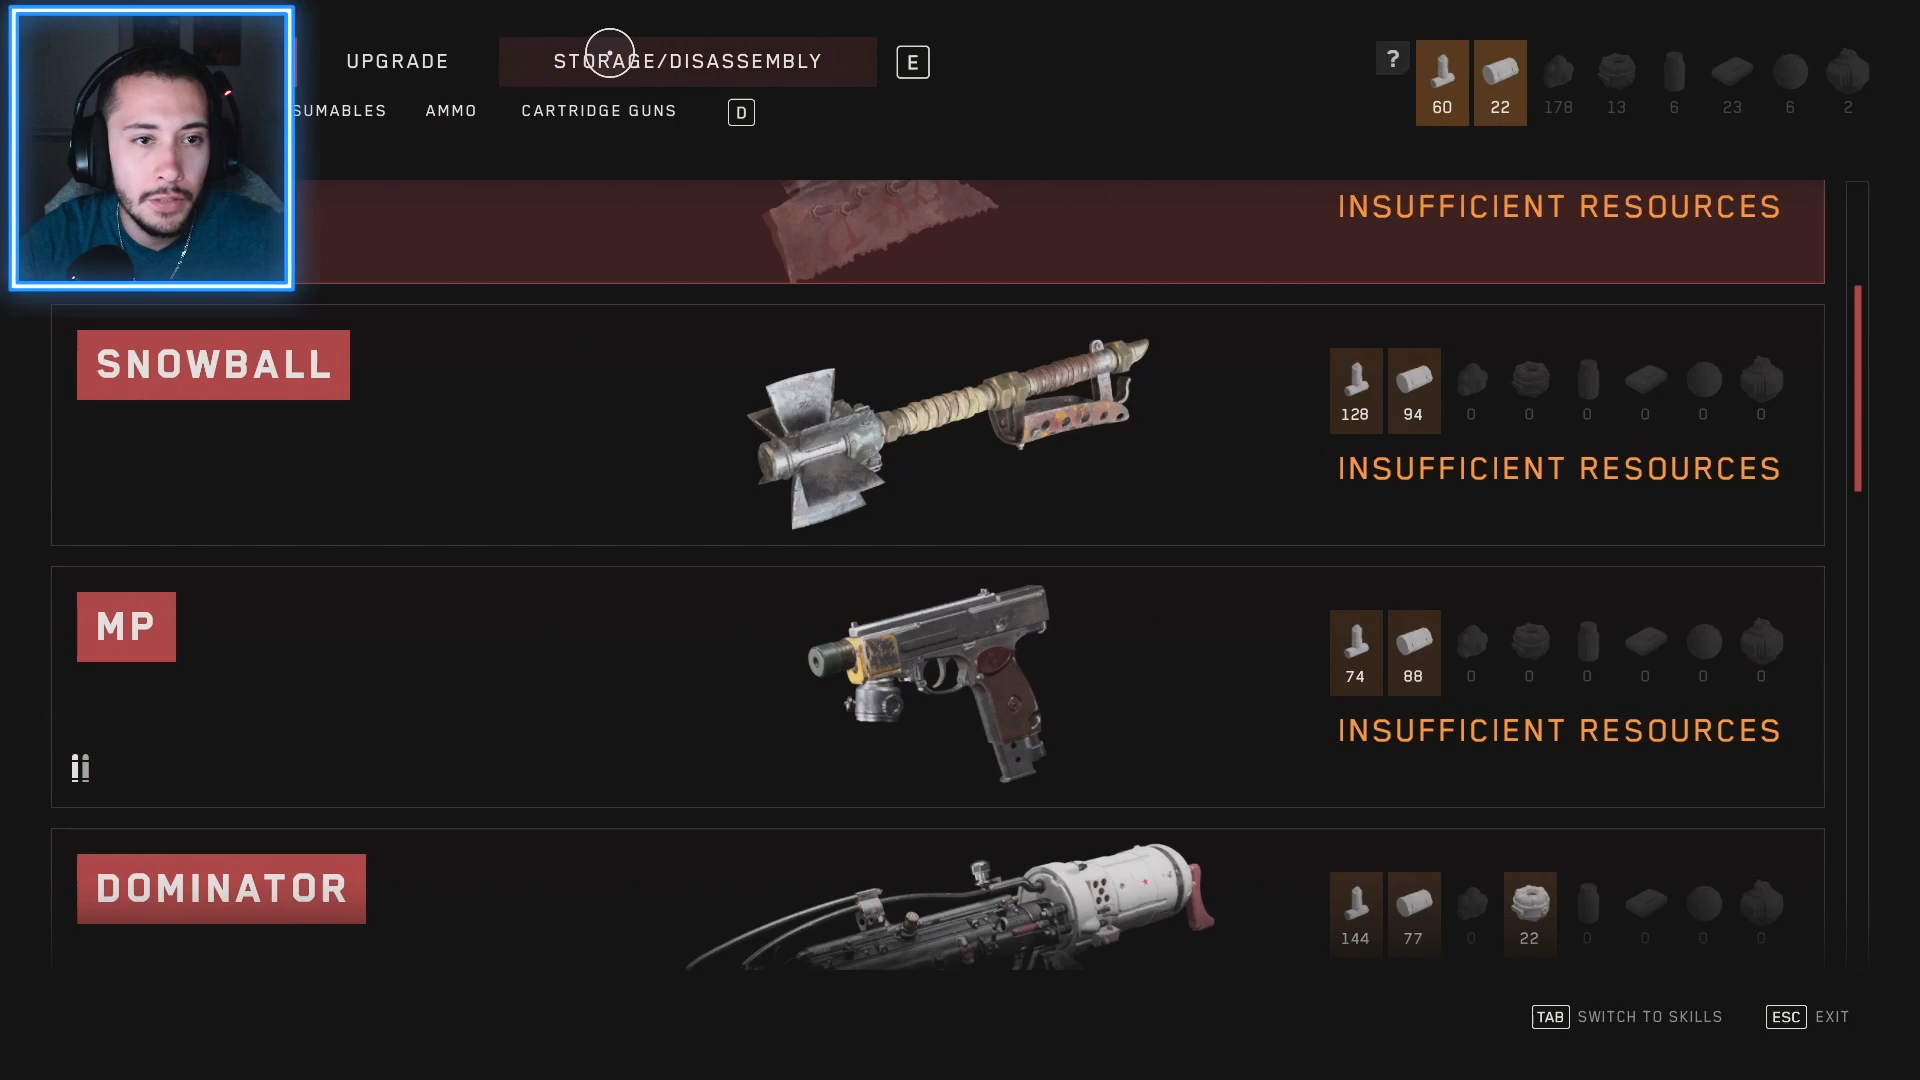 UPGRADE
STORAGE/DISASSEMBLY
E
?
60 22 178 13 6 23 6 2
SUMABLES
AMMO
CARTRIDGE GUNS
D
INSUFFICIENT RESOURCES
SNOWBALL
128 94 0 0 0 0 0 0
INSUFFICIENT RESOURCES
MP
74 88 0 0 0 0 0 0
INSUFFICIENT RESOURCES
DOMINATOR
144 77 0 22 0 0 0 0
TAB SWITCH TO SKILLS
ESC EXIT